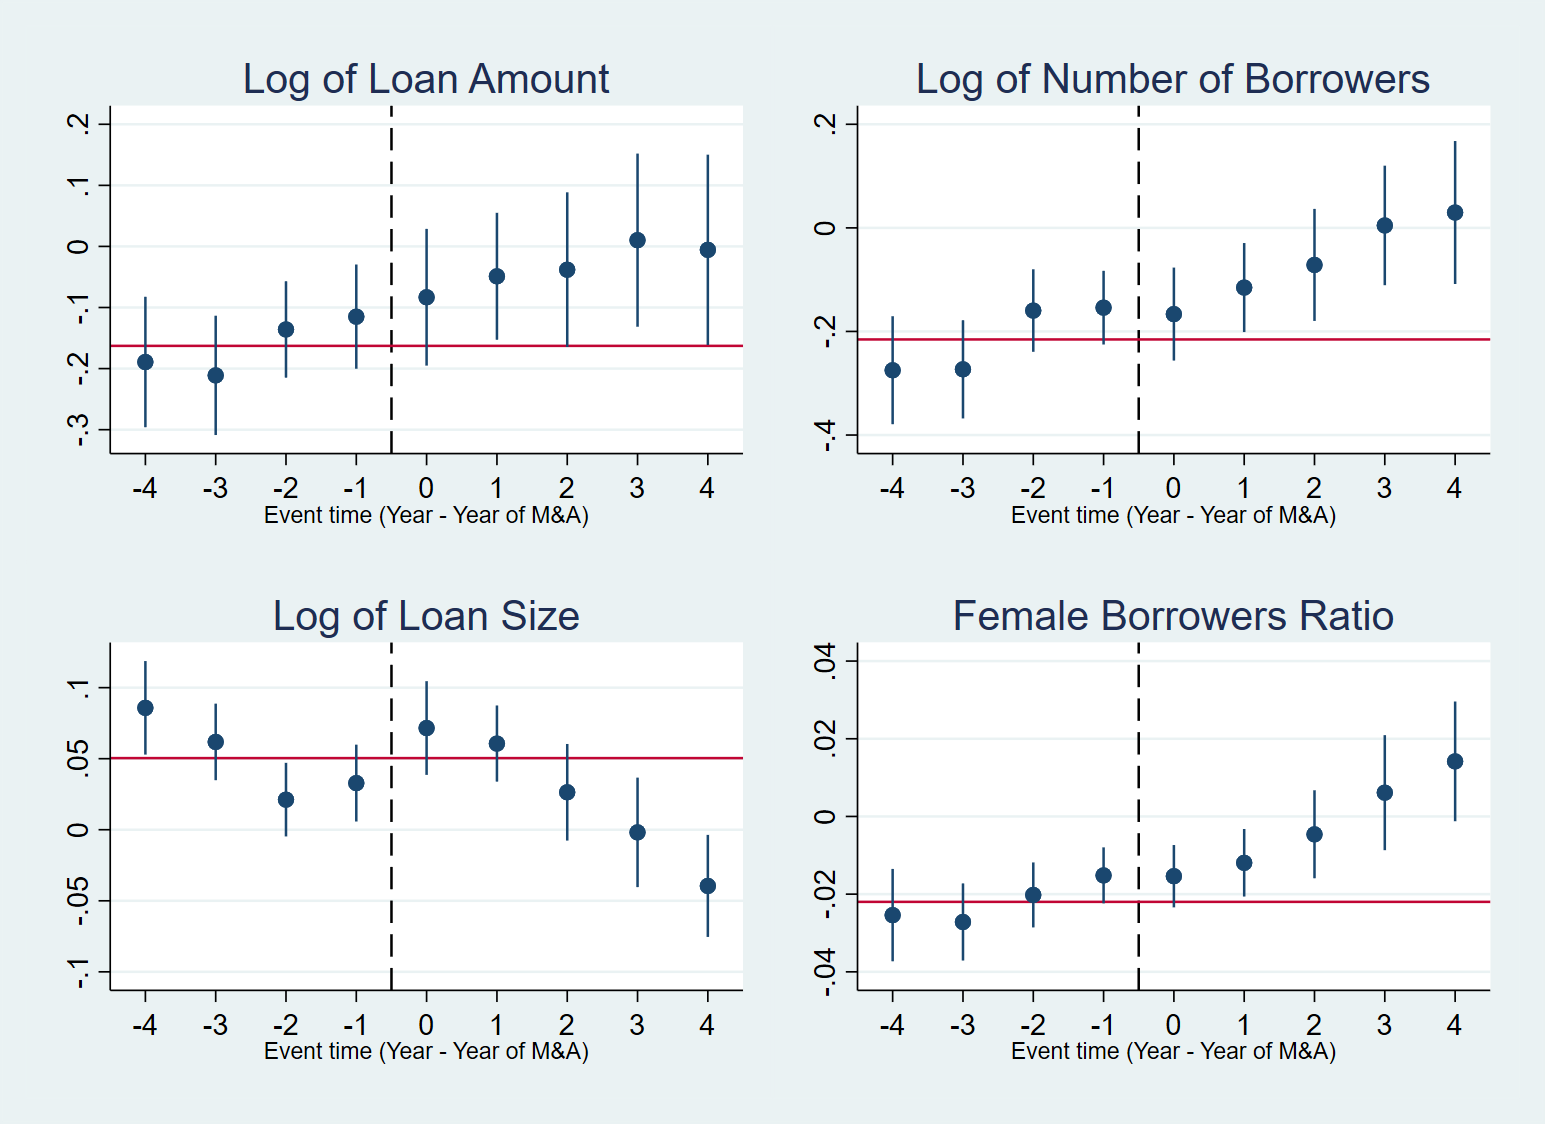 Log of Loan Amount
.2
.1
0
-.1
-.2
-.3
-4 -3 -2 -1 0 1 2 3 4
Event time (Year - Year of M&A)
Log of Number of Borrowers
.2
0
-.2
-.4
-4 -3 -2 -1 0 1 2 3 4
Event time (Year - Year of M&A)
Log of Loan Size
.1
.05
0
-.05
-.1
-4 -3 -2 -1 0 1 2 3 4
Event time (Year - Year of M&A)
Female Borrowers Ratio
.04
.02
0
-.02
-.04
-4 -3 -2 -1 0 1 2 3 4
Event time (Year - Year of M&A)